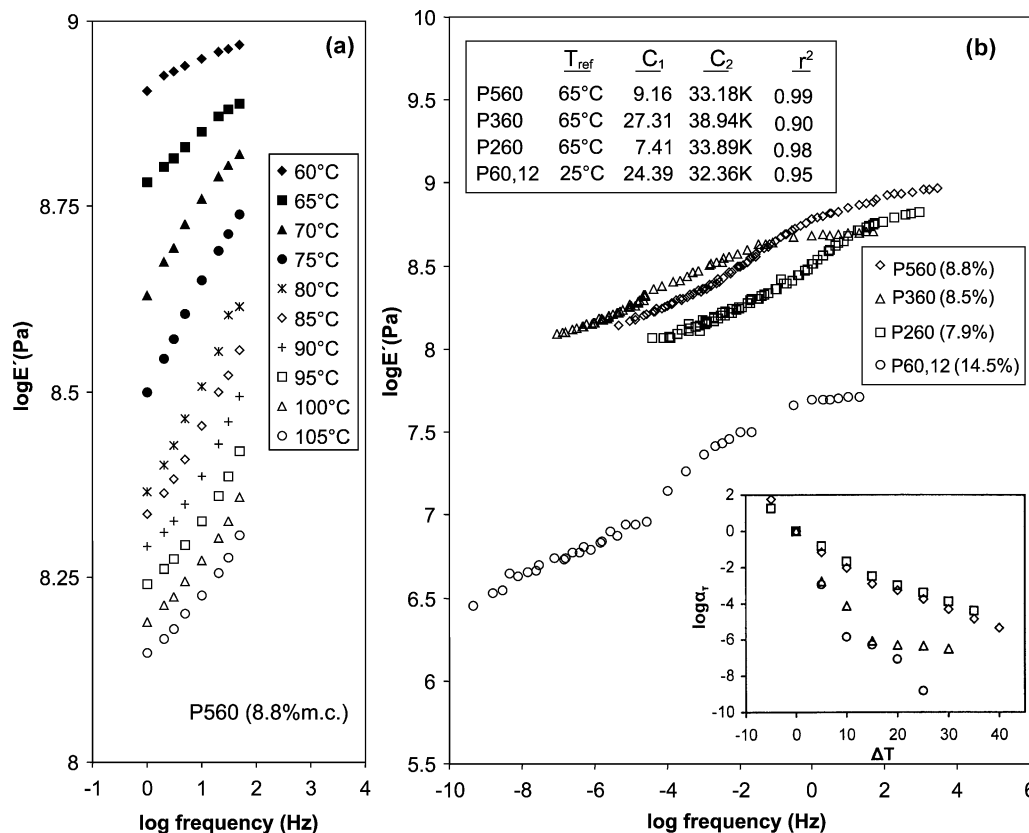 (a)
9
8.75
8.5
8.25
8
logE´(Pa)
60°C
65°C
70°C
75°C
80°C
85°C
90°C
95°C
100°C
105°C
P560 (8.8%m.c.)
-1 0 1 2 3
log frequency (Hz)
(b)
10
9.5
9
8.5
8
7.5
7
6.5
6
5.5
5
logE´(Pa)
Tref C1 C2 r²
P560 65°C 9.16 33.18K 0.99
P360 65°C 27.31 38.94K 0.90
P260 65°C 7.41 33.89K 0.98
P60,12 25°C 24.39 32.36K 0.95
P560 (8.8%)
P360 (8.5%)
P260 (7.9%)
P60,12 (14.5%)
2
0
-2
-4
-6
-8
-10
logαT
-10 0 10 20 30 40
ΔT
-10 -8 -6 -4 -2 0 2 4 6
log frequency (Hz)